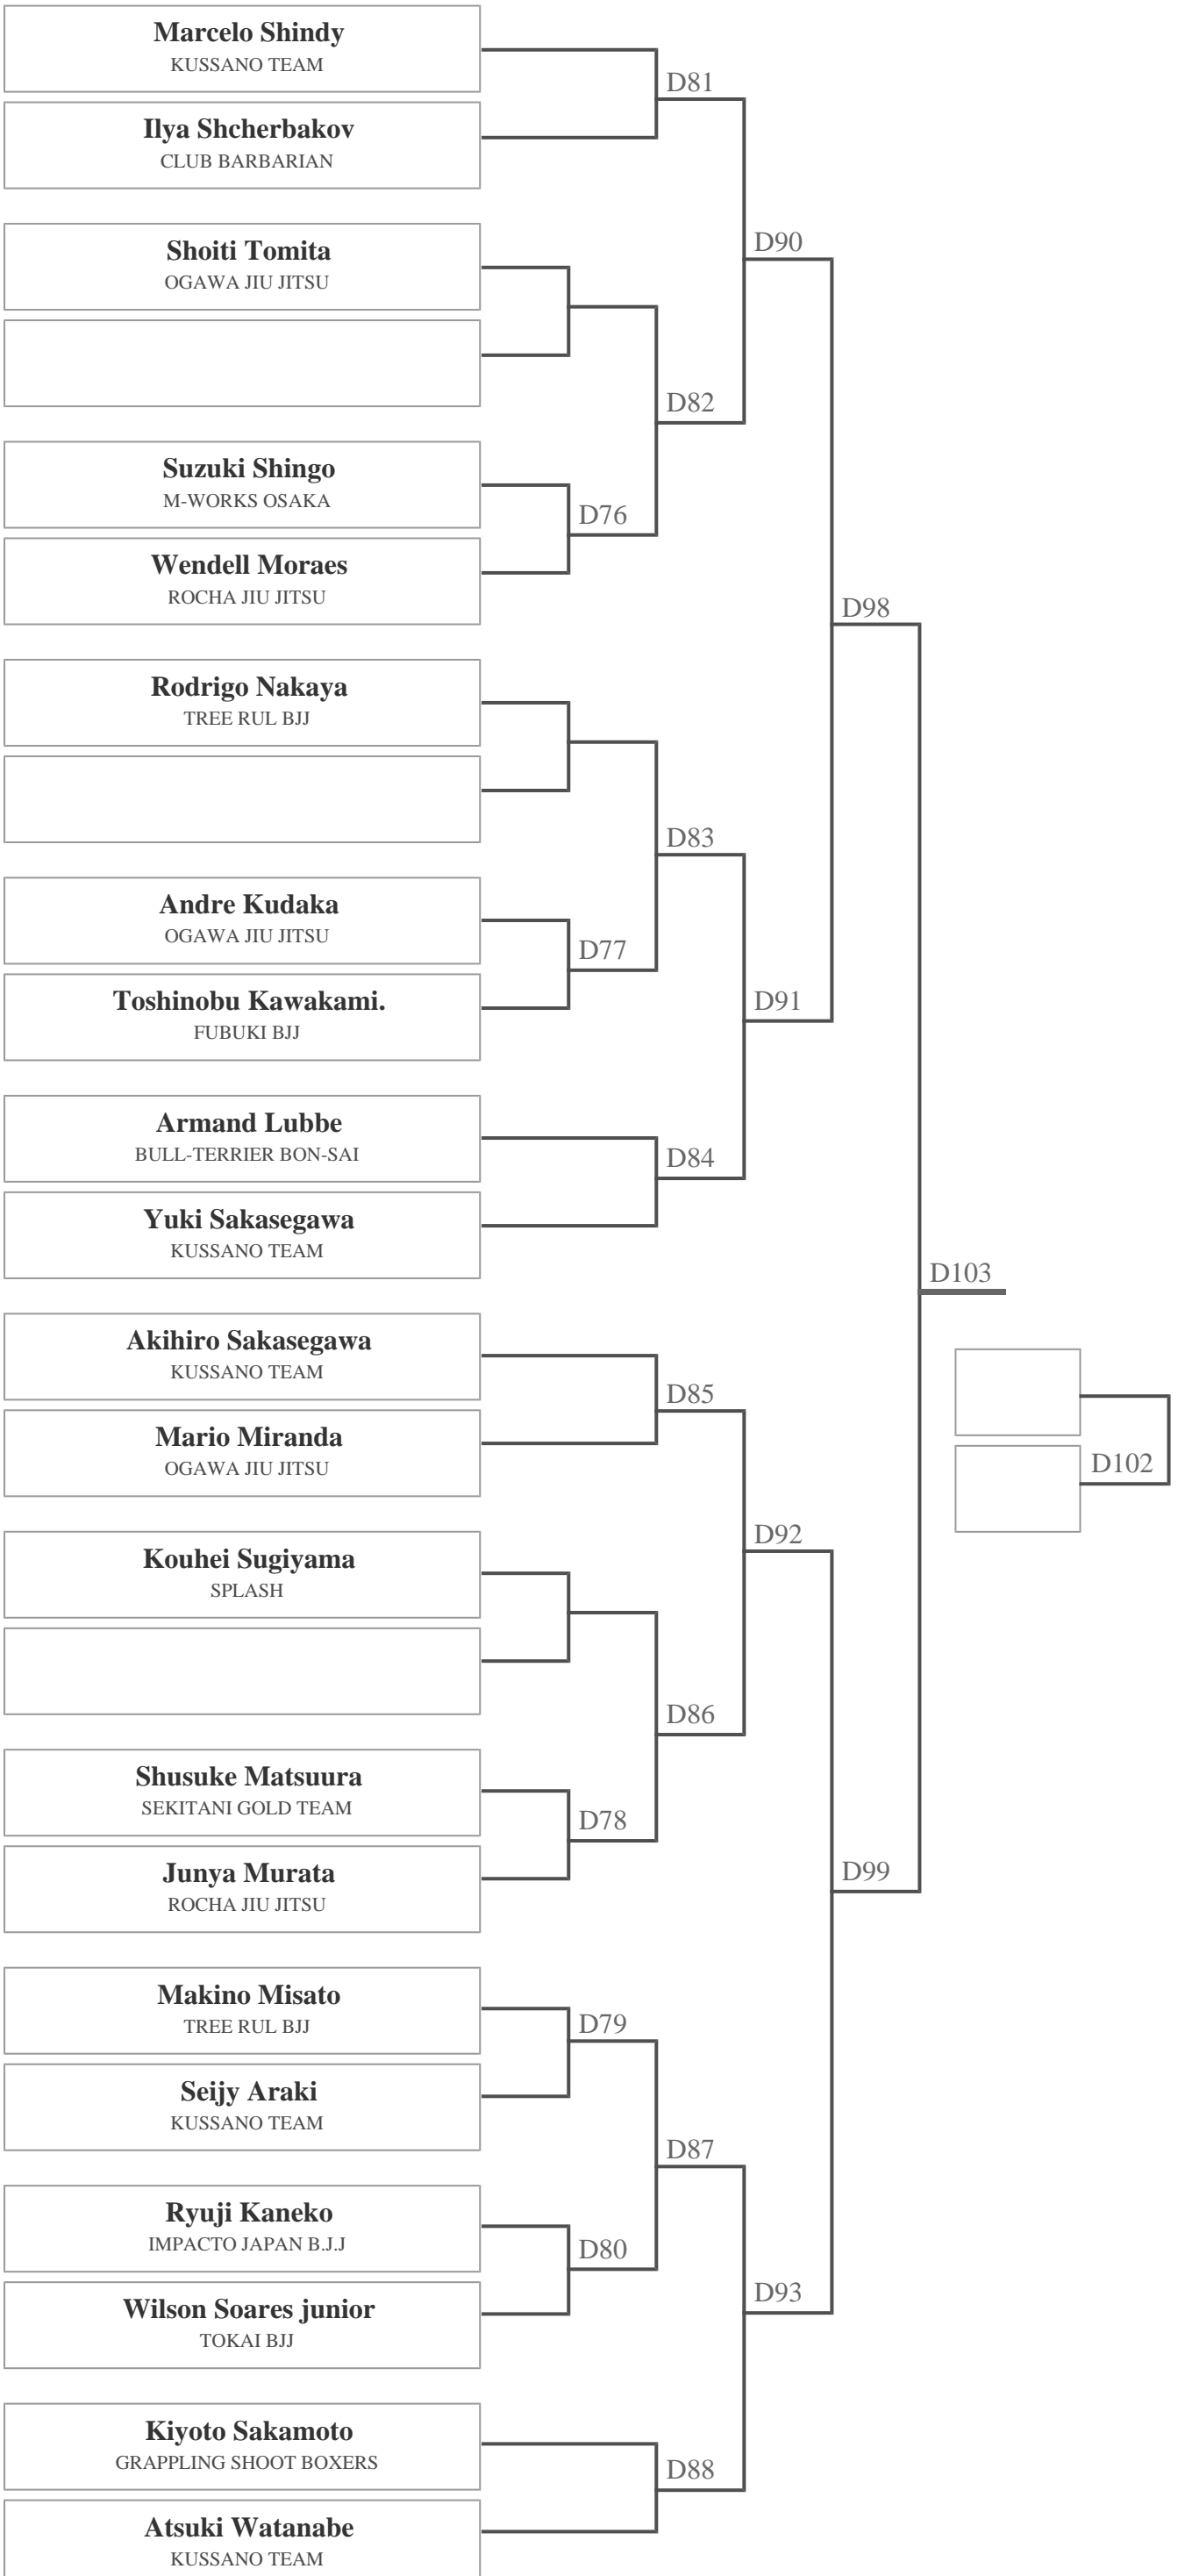 Marcelo Shindy
KUSSANO TEAM
D81
Ilya Shcherbakov
CLUB BARBARIAN
D90
Shoiti Tomita
OGAWA JIU JITSU
D82
Suzuki Shingo
M-WORKS OSAKA
D76
Wendell Moraes
ROCHA JIU JITSU
D98
Rodrigo Nakaya
TREE RUL BJJ
D83
Andre Kudaka
OGAWA JIU JITSU
D77
Toshinobu Kawakami.
FUBUKI BJJ
D91
Armand Lubbe
BULL-TERRIER BON-SAI
D84
Yuki Sakasegawa
KUSSANO TEAM
D103
Akihiro Sakasegawa
KUSSANO TEAM
D85
Mario Miranda
OGAWA JIU JITSU
D102
D92
Kouhei Sugiyama
SPLASH
D86
Shusuke Matsuura
SEKITANI GOLD TEAM
D78
Junya Murata
ROCHA JIU JITSU
D99
Makino Misato
TREE RUL BJJ
D79
Seijy Araki
KUSSANO TEAM
D87
Ryuji Kaneko
IMPACTO JAPAN B.J.J
D80
Wilson Soares junior
TOKAI BJJ
D93
Kiyoto Sakamoto
GRAPPLING SHOOT BOXERS
D88
Atsuki Watanabe
KUSSANO TEAM